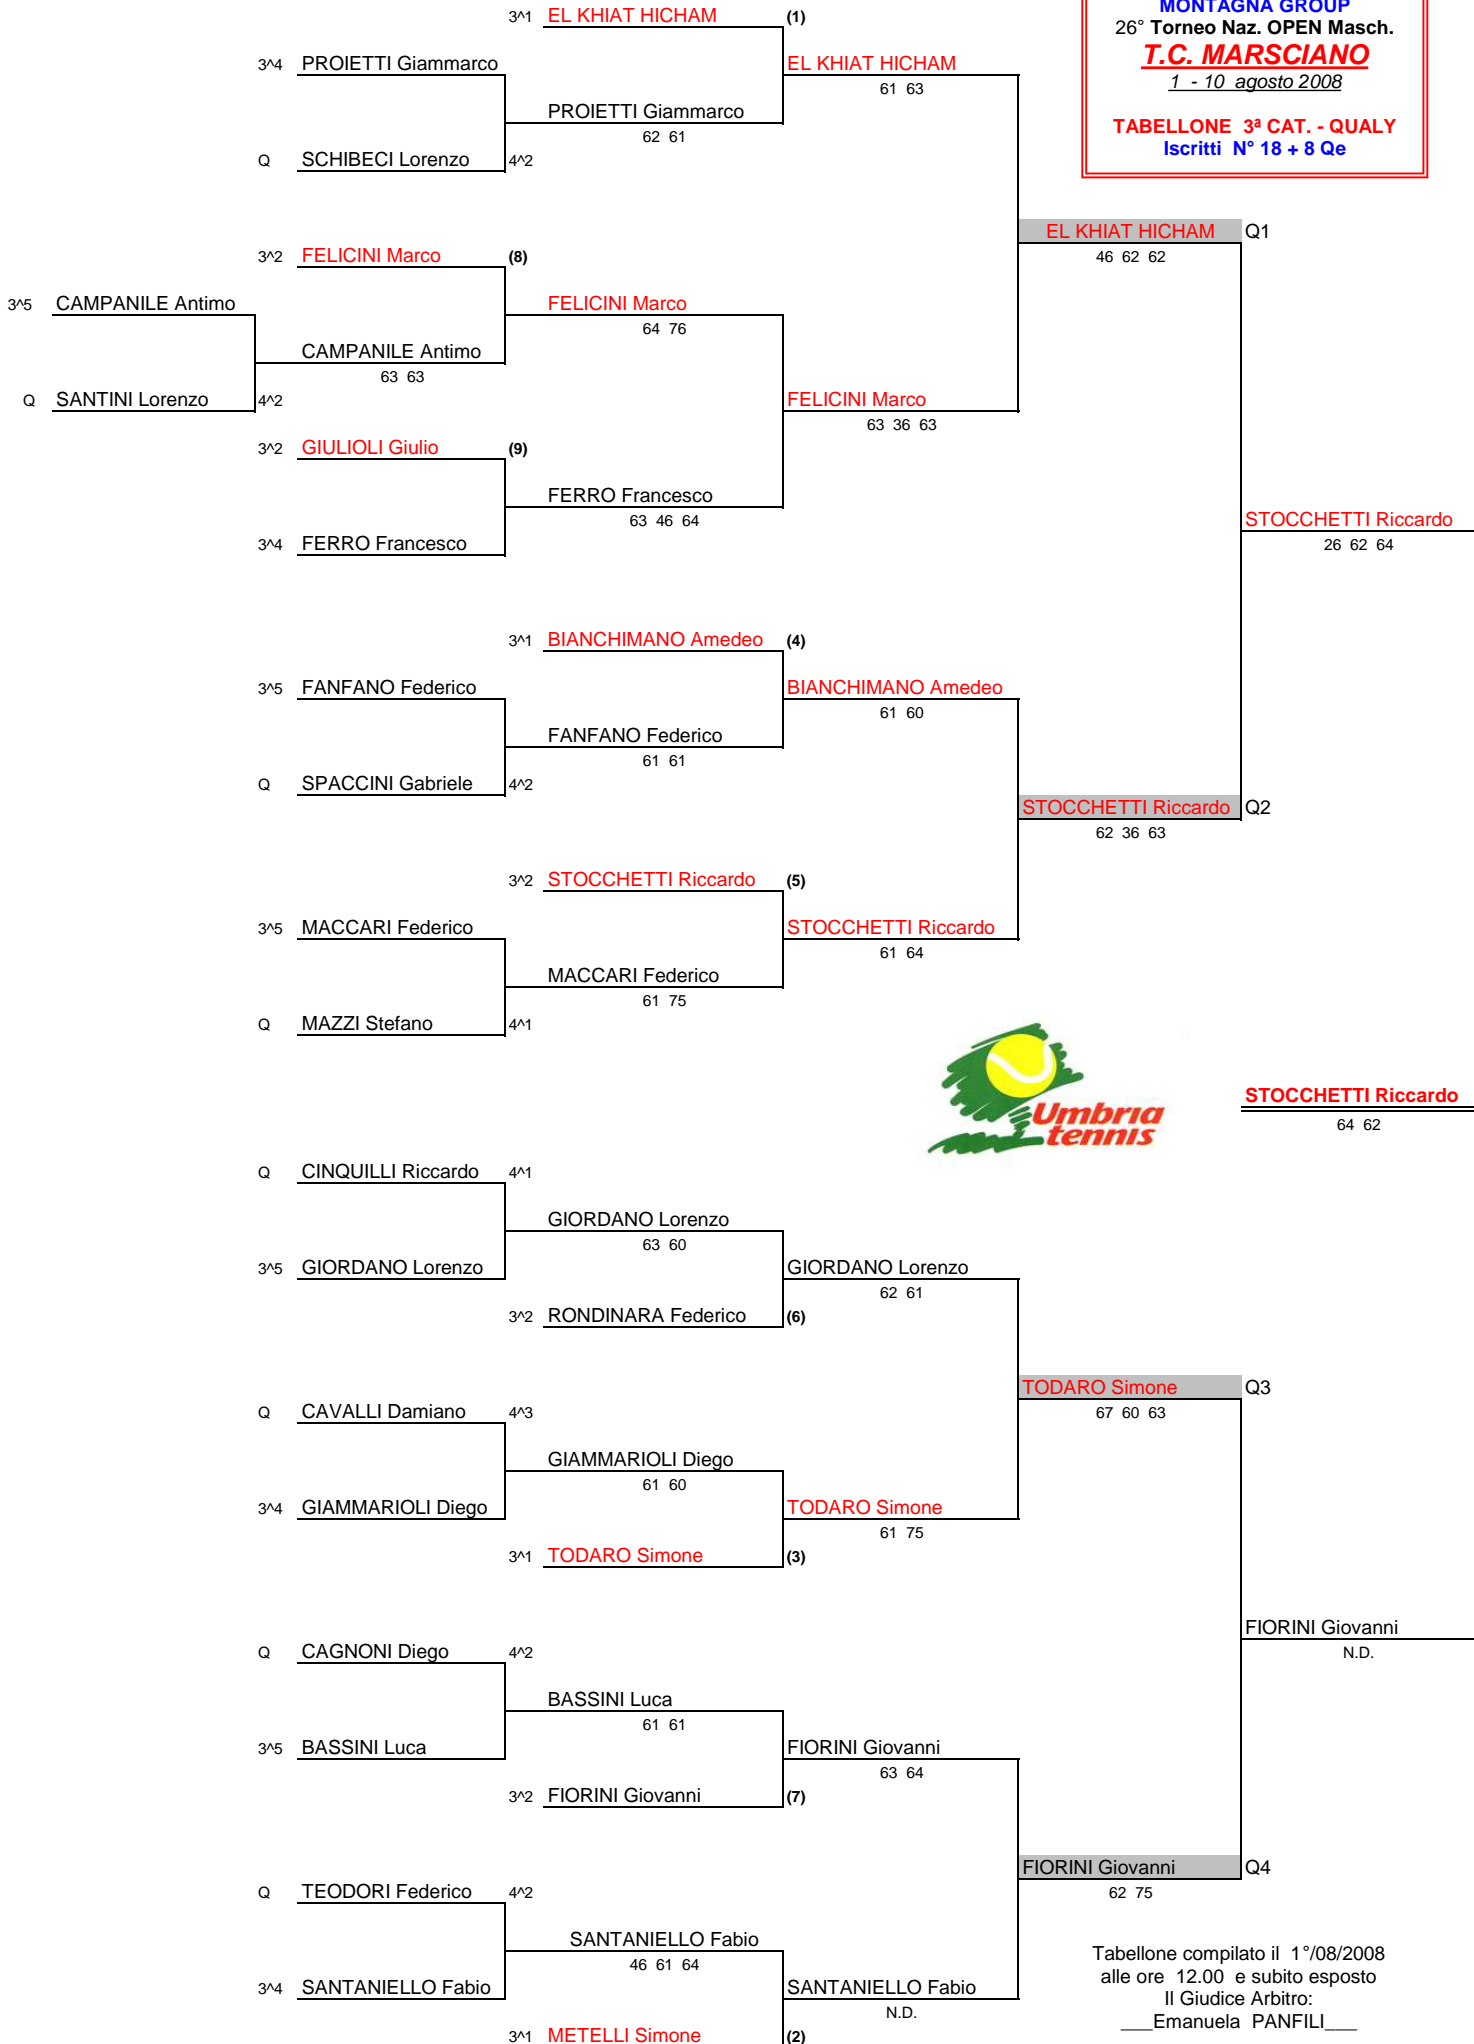 MONTAGNA GROUP
26° Torneo Naz. OPEN Masch.
T.C. MARSCIANO
1 - 10 agosto 2008
TABELLONE 3ª CAT. - QUALY
Iscritti N° 18 + 8 Qe
3^1 EL KHIAT HICHAM (1)
3^4 PROIETTI Giammarco
EL KHIAT HICHAM
61 63
PROIETTI Giammarco
62 61
Q SCHIBECI Lorenzo 4^2
EL KHIAT HICHAM Q1
46 62 62
3^2 FELICINI Marco (8)
3^5 CAMPANILE Antimo
FELICINI Marco
64 76
CAMPANILE Antimo
63 63
Q SANTINI Lorenzo 4^2
FELICINI Marco
63 36 63
3^2 GIULIOLI Giulio (9)
FERRO Francesco
63 46 64
3^4 FERRO Francesco
STOCCHETTI Riccardo
26 62 64
3^1 BIANCHIMANO Amedeo (4)
3^5 FANFANO Federico
BIANCHIMANO Amedeo
61 60
FANFANO Federico
61 61
Q SPACCINI Gabriele 4^2
STOCCHETTI Riccardo Q2
62 36 63
3^2 STOCCHETTI Riccardo (5)
3^5 MACCARI Federico
STOCCHETTI Riccardo
61 64
MACCARI Federico
61 75
Q MAZZI Stefano 4^1
Umbria
tennis
STOCCHETTI Riccardo
64 62
Q CINQUILLI Riccardo 4^1
GIORDANO Lorenzo
63 60
3^5 GIORDANO Lorenzo
GIORDANO Lorenzo
62 61
3^2 RONDINARA Federico (6)
TODARO Simone Q3
67 60 63
Q CAVALLI Damiano 4^3
GIAMMARIOLI Diego
61 60
3^4 GIAMMARIOLI Diego
TODARO Simone
61 75
3^1 TODARO Simone (3)
FIORINI Giovanni
N.D.
Q CAGNONI Diego 4^2
BASSINI Luca
61 61
3^5 BASSINI Luca
FIORINI Giovanni
63 64
3^2 FIORINI Giovanni (7)
FIORINI Giovanni Q4
62 75
Q TEODORI Federico 4^2
SANTANIELLO Fabio
46 61 64
3^4 SANTANIELLO Fabio
SANTANIELLO Fabio
N.D.
3^1 METELLI Simone (2)
Tabellone compilato il 1°/08/2008
alle ore 12.00 e subito esposto
Il Giudice Arbitro:
___Emanuela PANFILI___